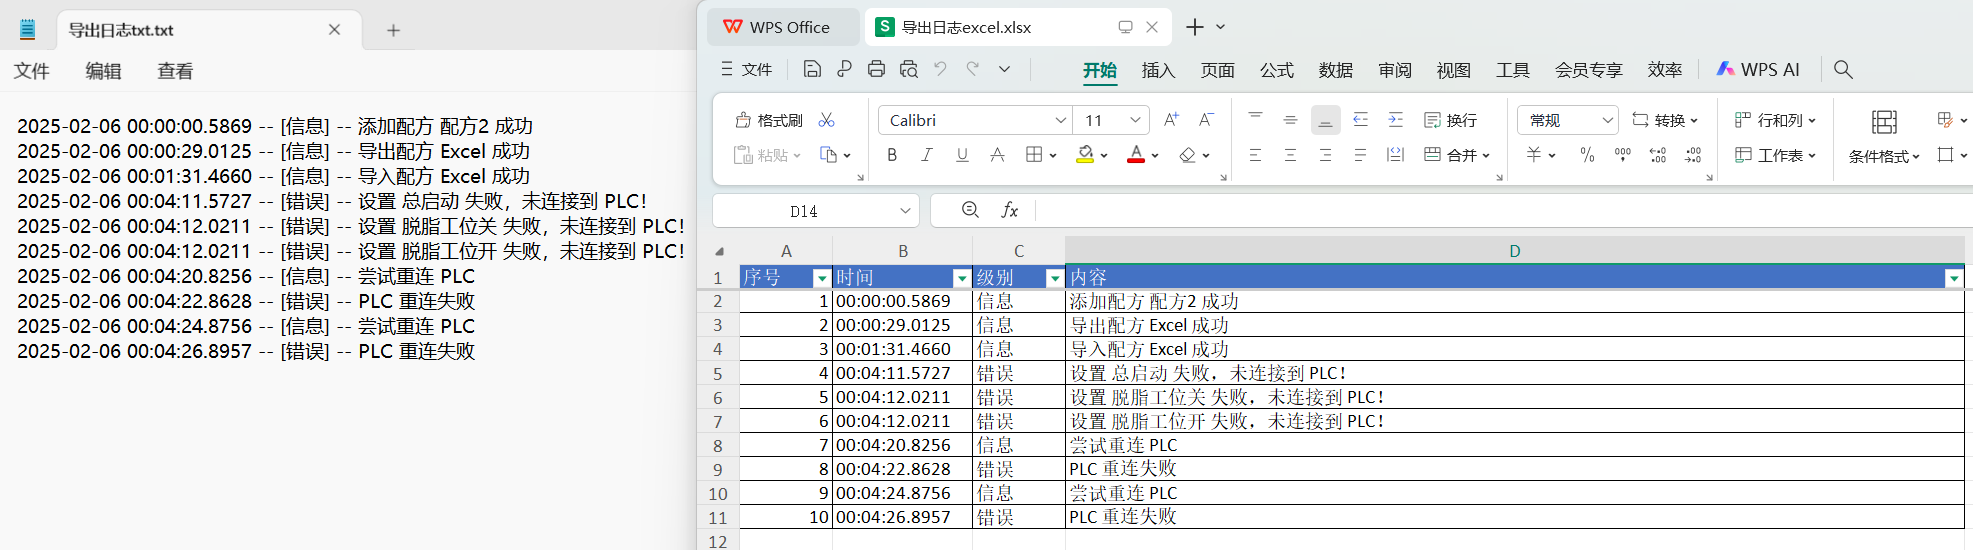 导出日志txt.txt
文件 编辑 查看
2025-02-06 00:00:00.5869 -- [信息] -- 添加配方 配方2 成功
2025-02-06 00:00:29.0125 -- [信息] -- 导出配方 Excel 成功
2025-02-06 00:01:31.4660 -- [信息] -- 导入配方 Excel 成功
2025-02-06 00:04:11.5727 -- [错误] -- 设置 总启动 失败，未连接到 PLC！
2025-02-06 00:04:12.0211 -- [错误] -- 设置 脱脂工位关 失败，未连接到 PLC！
2025-02-06 00:04:12.0211 -- [错误] -- 设置 脱脂工位开 失败，未连接到 PLC！
2025-02-06 00:04:20.8256 -- [信息] -- 尝试重连 PLC
2025-02-06 00:04:22.8628 -- [错误] -- PLC 重连失败
2025-02-06 00:04:24.8756 -- [信息] -- 尝试重连 PLC
2025-02-06 00:04:26.8957 -- [错误] -- PLC 重连失败
WPS Office 导出日志excel.xlsx
文件 开始 插入 页面 公式 数据 审阅 视图 工具 会员专享 效率 WPS AI
格式刷 Calibri 11 A+ A- 换行 常规 转换 行和列
粘贴 B I U A A 合并 ¥ % 000 工作表 条件格式
D14 fx
A B C D
1 序号 时间 级别 内容
2 1 00:00:00.5869 信息 添加配方 配方2 成功
3 2 00:00:29.0125 信息 导出配方 Excel 成功
4 3 00:01:31.4660 信息 导入配方 Excel 成功
5 4 00:04:11.5727 错误 设置 总启动 失败，未连接到 PLC！
6 5 00:04:12.0211 错误 设置 脱脂工位关 失败，未连接到 PLC！
7 6 00:04:12.0211 错误 设置 脱脂工位开 失败，未连接到 PLC！
8 7 00:04:20.8256 信息 尝试重连 PLC
9 8 00:04:22.8628 错误 PLC 重连失败
10 9 00:04:24.8756 信息 尝试重连 PLC
11 10 00:04:26.8957 错误 PLC 重连失败
12